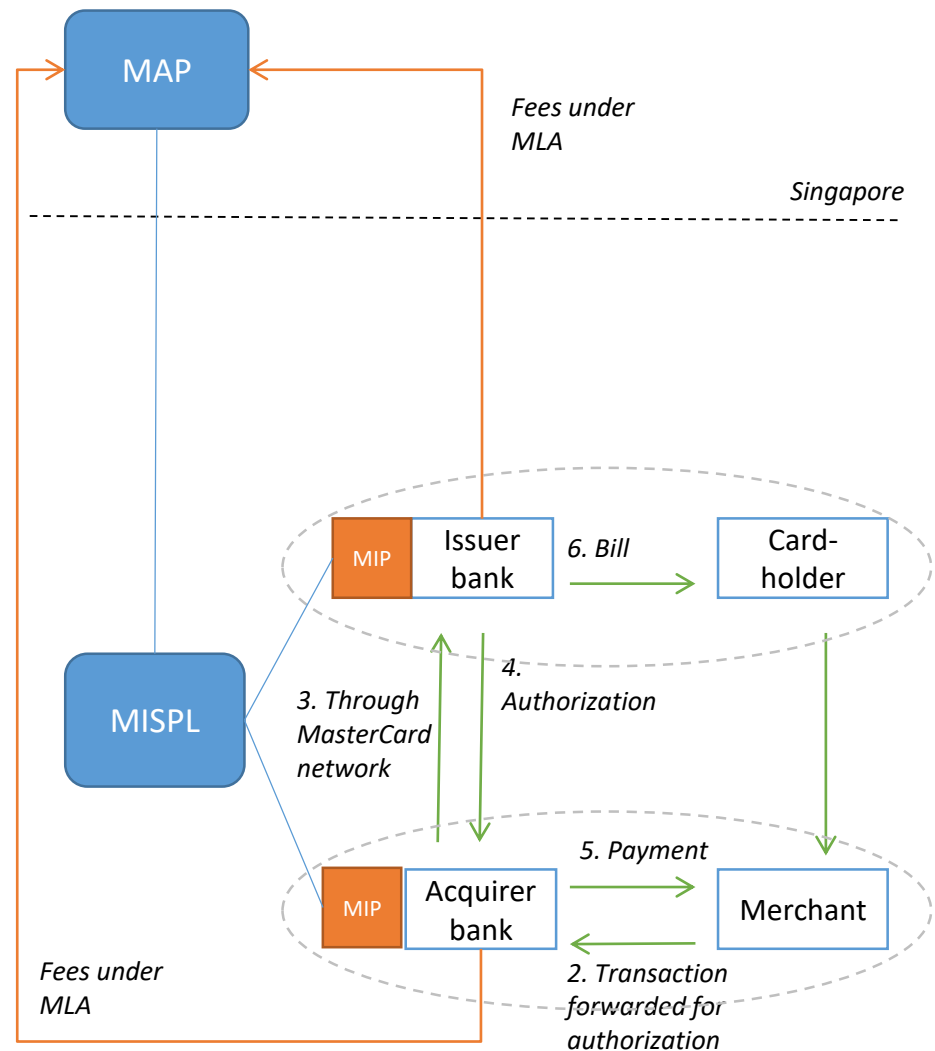 MAP
Fees under
MLA
Singapore
MIP
Issuer
bank
6. Bill
Card-
holder
MISPL
3. Through
MasterCard
network
4.
Authorization
MIP
Acquirer
bank
5. Payment
Merchant
Fees under
MLA
2. Transaction
forwarded for
authorization